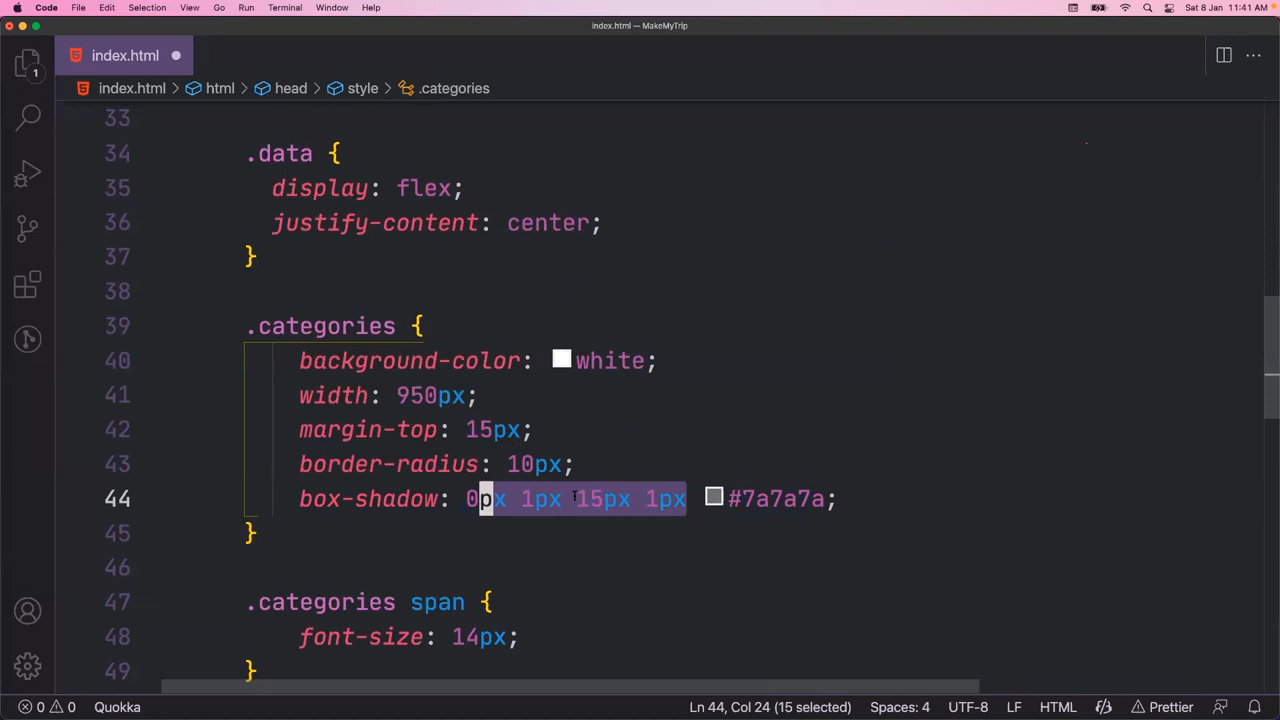 Code File Edit Selection View Go Run Terminal Window Help Sat 8 Jan 11:41 AM
index.html — MakeMyTrip
1 index.html
index.html > html > head > style > .categories
33
34 .data {
35 display: flex;
36 justify-content: center;
37 }
38
39 .categories {
40 background-color: white;
41 width: 950px;
42 margin-top: 15px;
43 border-radius: 10px;
44 box-shadow: 0px 1px 15px 1px #7a7a7a;
45 }
46
47 .categories span {
48 font-size: 14px;
49 }
0 0 Quokka Ln 44, Col 24 (15 selected) Spaces: 4 UTF-8 LF HTML Prettier